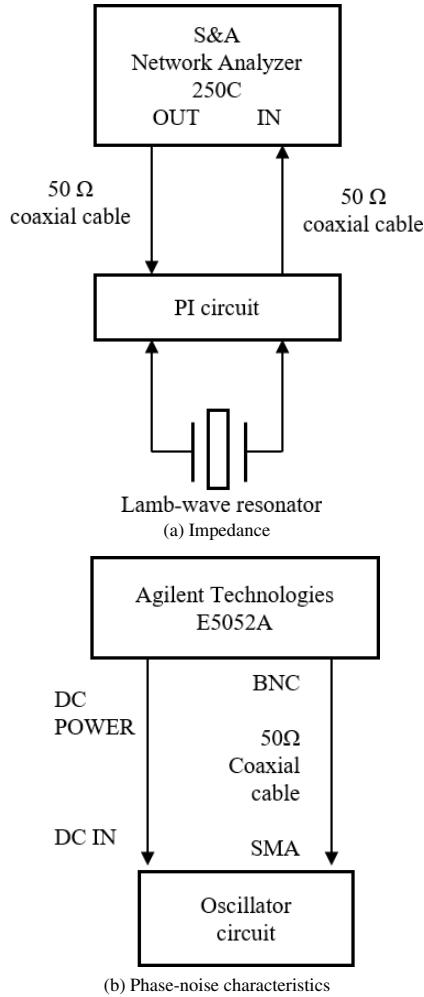 S&A
Network Analyzer
250C
OUT IN
50 Ω
coaxial cable
50 Ω
coaxial cable
PI circuit
Lamb-wave resonator
(a) Impedance
Agilent Technologies
E5052A
DC
POWER
BNC
50Ω
Coaxial
cable
DC IN
SMA
Oscillator
circuit
(b) Phase-noise characteristics